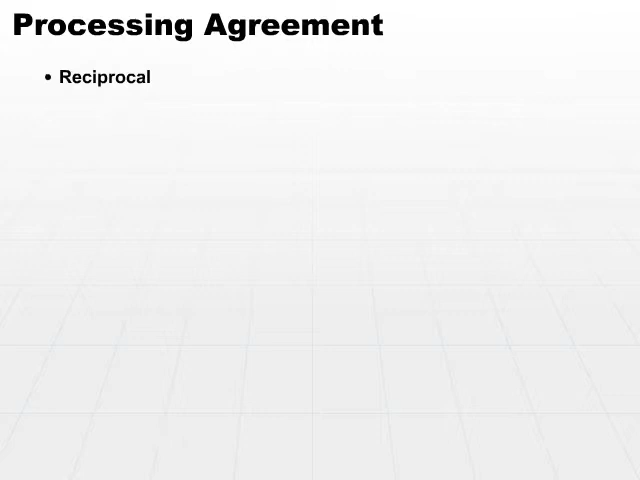 Processing Agreement
• Reciprocal